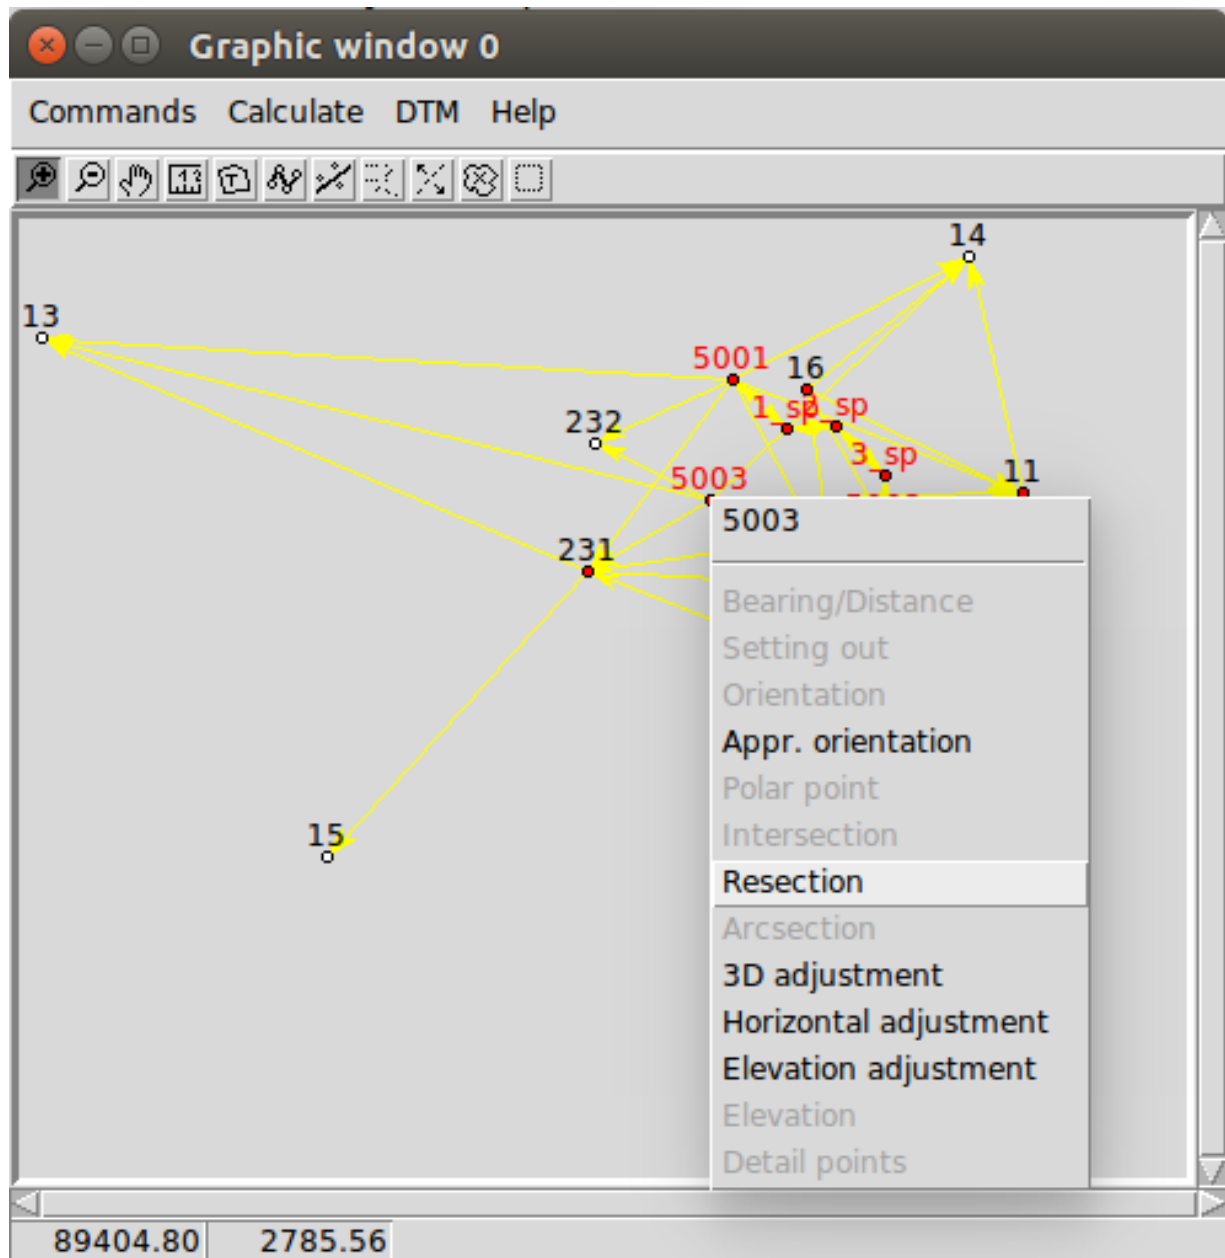 Graphic window 0
Commands Calculate DTM Help
14
13
5001
16
1_sp
_sp
232
3_sp
5003
11
231
15
5003
Bearing/Distance
Setting out
Orientation
Appr. orientation
Polar point
Intersection
Resection
Arcsection
3D adjustment
Horizontal adjustment
Elevation adjustment
Elevation
Detail points
89404.80 2785.56